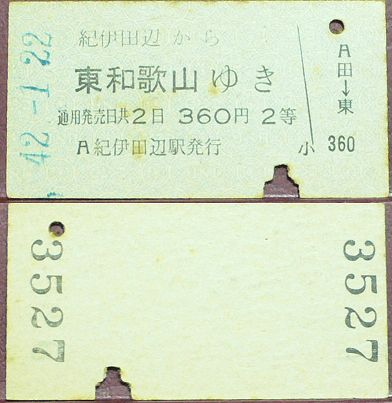 42-1.22
紀伊田辺から
東和歌山ゆき
通用発売日共2日 360円 2等
A紀伊田辺駅発行
A
田→東
小 360
3527
3527